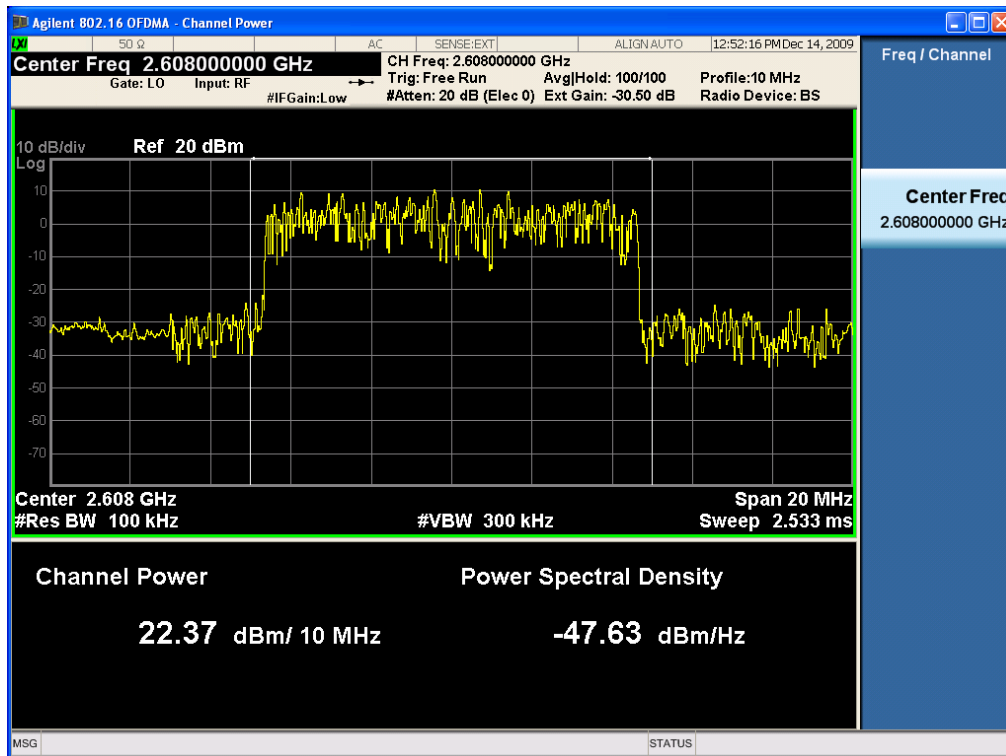 Agilent 802.16 OFDMA - Channel Power
LXI 50 Ω AC SENSE:EXT ALIGN AUTO 12:52:16 PM Dec 14, 2009
Center Freq 2.608000000 GHz
Gate: LO Input: RF
#IFGain:Low
CH Freq: 2.608000000 GHz
Trig: Free Run Avg|Hold: 100/100 Profile:10 MHz
#Atten: 20 dB (Elec 0) Ext Gain: -30.50 dB Radio Device: BS
Freq / Channel
Center Freq
2.608000000 GHz
10 dB/div Ref 20 dBm
Log
10
0
-10
-20
-30
-40
-50
-60
-70
Center 2.608 GHz Span 20 MHz
#Res BW 100 kHz #VBW 300 kHz Sweep 2.533 ms
Channel Power Power Spectral Density
22.37 dBm/ 10 MHz -47.63 dBm/Hz
MSG STATUS